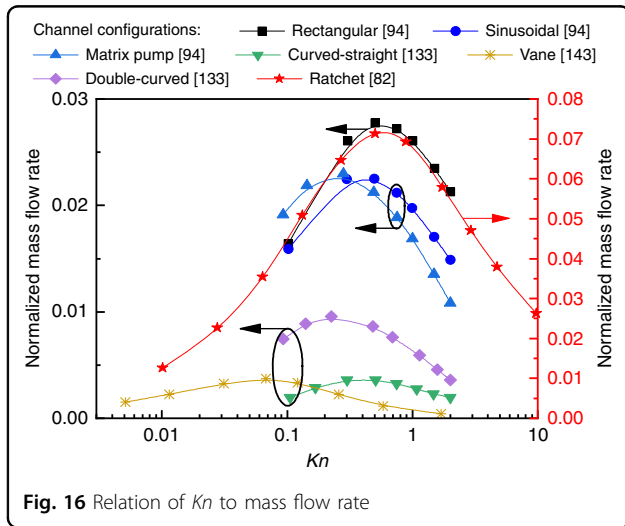 Channel configurations: Rectangular [94] Sinusoidal [94]
Matrix pump [94] Curved-straight [133] Vane [143]
Double-curved [133] Ratchet [82]
0.03
0.02
0.01
0.00
Normalized mass flow rate
0.08
0.07
0.06
0.05
0.04
0.03
0.02
0.01
0.00
Normalized mass flow rate
0.01 0.1 1 10
Kn
Fig. 16 Relation of Kn to mass flow rate